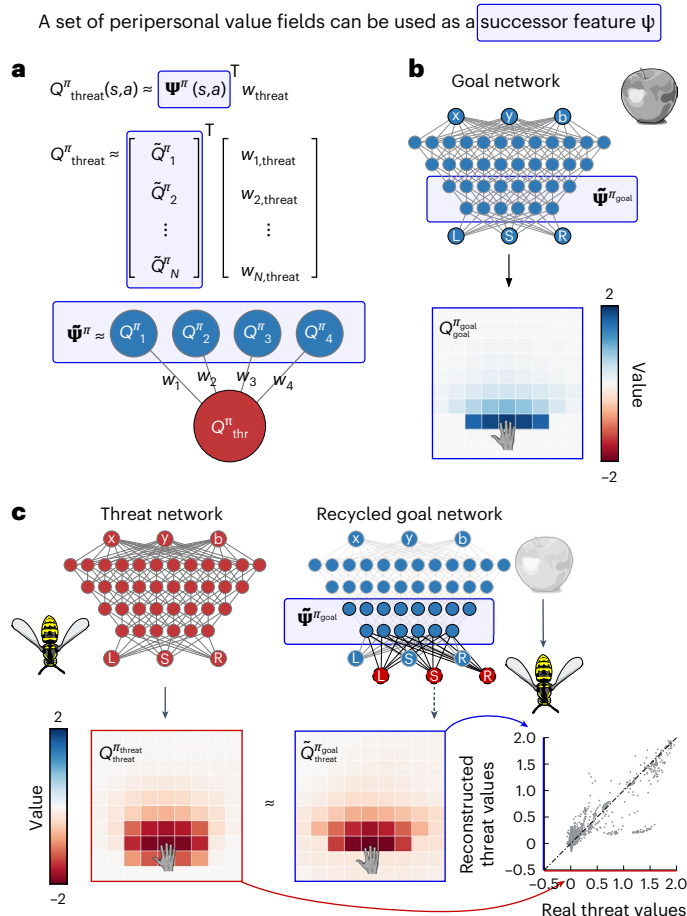 A set of peripersonal value fields can be used as a successor feature ψ
a
Q^π_threat(s,a) ≈ Ψ^π(s,a)^T w_threat
Q^π_threat ≈ [Q̃^π_1 Q̃^π_2 ⋮ Q̃^π_N]^T [w_1,threat w_2,threat ⋮ w_N,threat]
Ψ̃^π ≈ Q^π_1 Q^π_2 Q^π_3 Q^π_4
w_1 w_2 w_3 w_4
Q^π_thr
b
Goal network
x y b
Ψ̃^π_goal
L S R
Q^π_goal_goal
2
Value
−2
c
Threat network
x y b
L S R
2
Value
−2
Q^π_threat_threat
≈
Recycled goal network
x y b
Ψ̃^π_goal
L S R
L S R
Q̃^π_goal_threat
Reconstructed
threat values
2.0
1.5
1.0
0.5
0
−0.5
−0.5 0 0.5 1.0 1.5 2.0
Real threat values